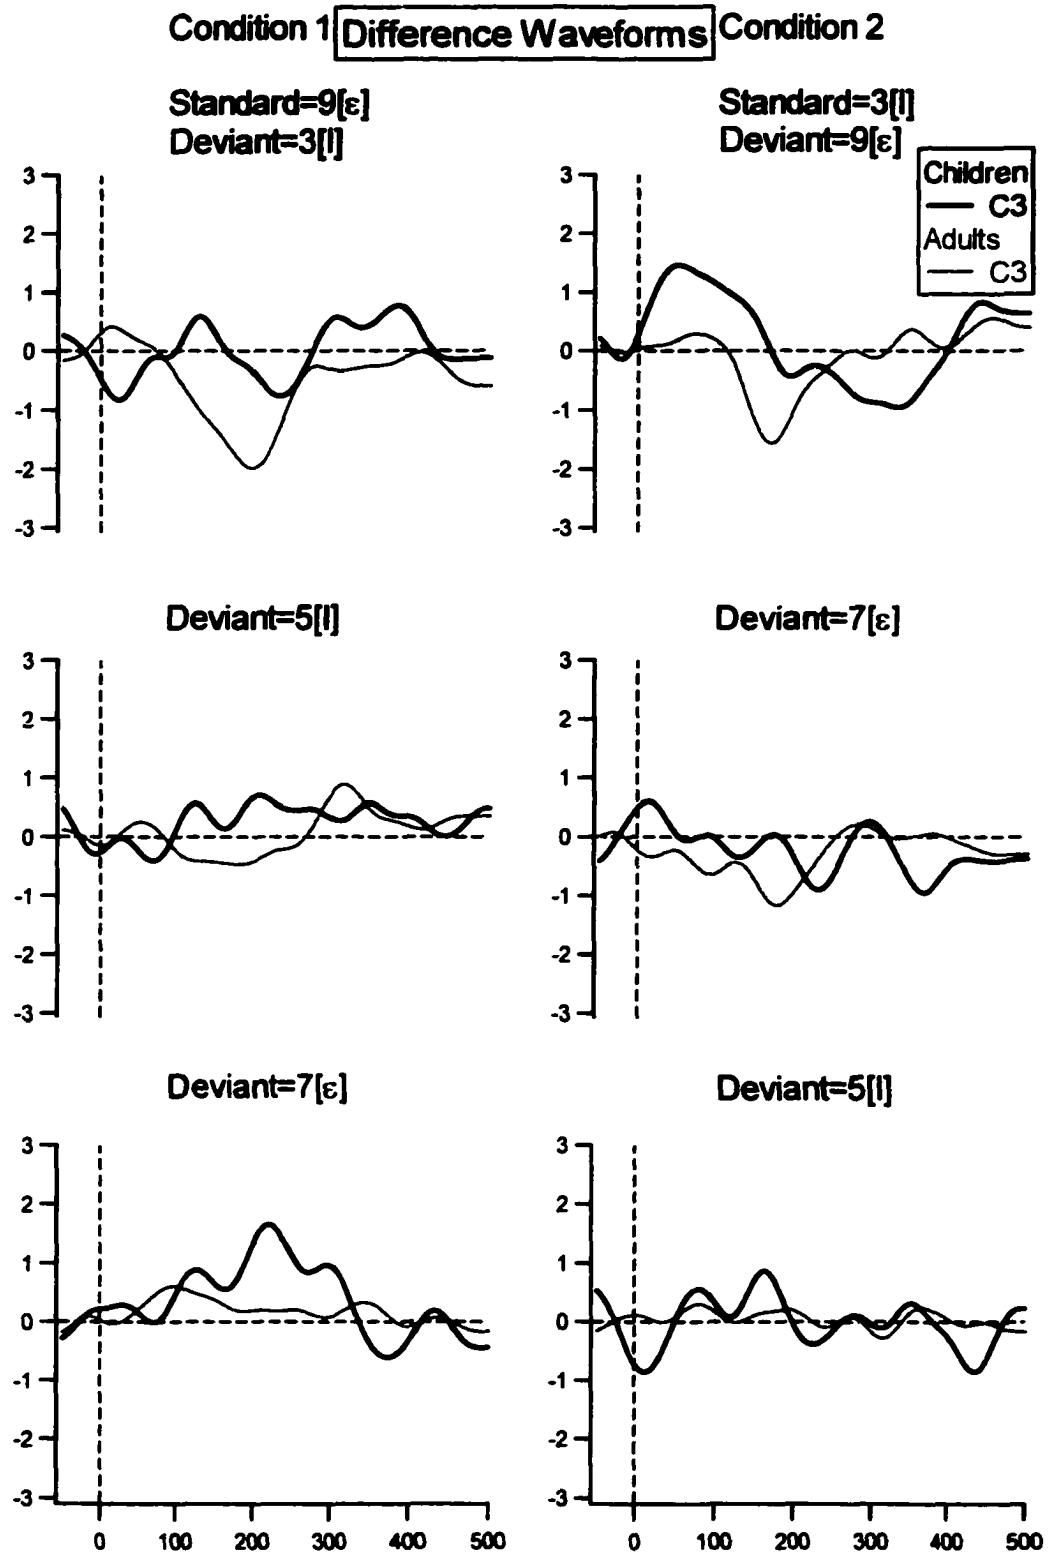 Condition 1 Difference Waveforms Condition 2
Standard=9[ε]
Deviant=3[I]
Standard=3[I]
Deviant=9[ε]
Children
C3
Adults
C3
3
2
1
0
-1
-2
-3
3
2
1
0
-1
-2
-3
Deviant=5[I]
Deviant=7[ε]
3
2
1
0
-1
-2
-3
3
2
1
0
-1
-2
-3
Deviant=7[ε]
Deviant=5[I]
3
2
1
0
-1
-2
-3
0 100 200 300 400 500
3
2
1
0
-1
-2
-3
0 100 200 300 400 500